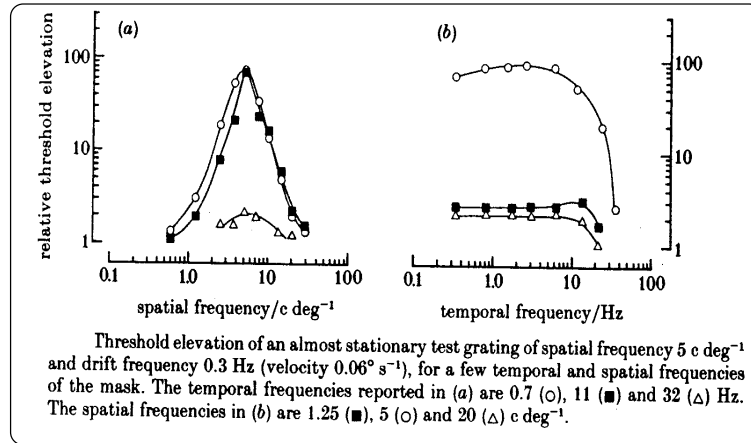 (a)
(b)
relative threshold elevation
100
10
1
0.1
1.0
10
100
spatial frequency/c deg⁻¹
100
10
1
0.1
1.0
10
100
temporal frequency/Hz
Threshold elevation of an almost stationary test grating of spatial frequency 5 c deg⁻¹
and drift frequency 0.3 Hz (velocity 0.06° s⁻¹), for a few temporal and spatial frequencies
of the mask. The temporal frequencies reported in (a) are 0.7 (○), 11 (■) and 32 (△) Hz.
The spatial frequencies in (b) are 1.25 (■), 5 (○) and 20 (△) c deg⁻¹.